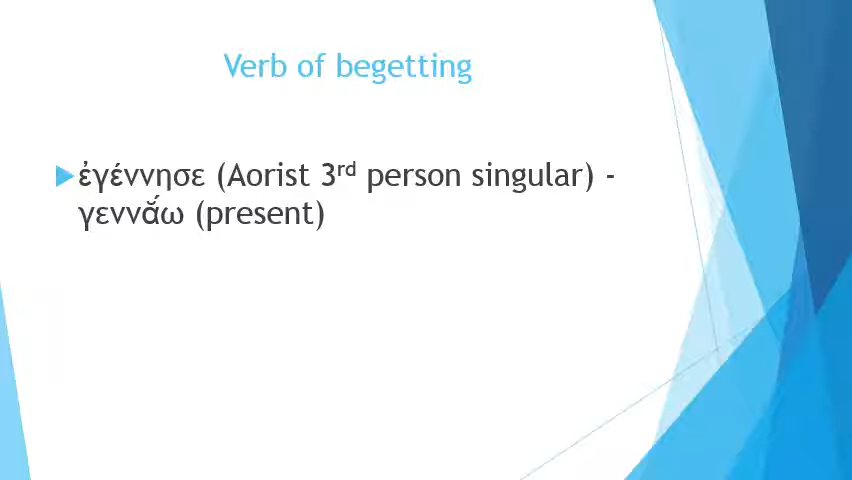 Verb of begetting
ἐγέννησε (Aorist 3rd person singular) -
γεννᾰ́ω (present)